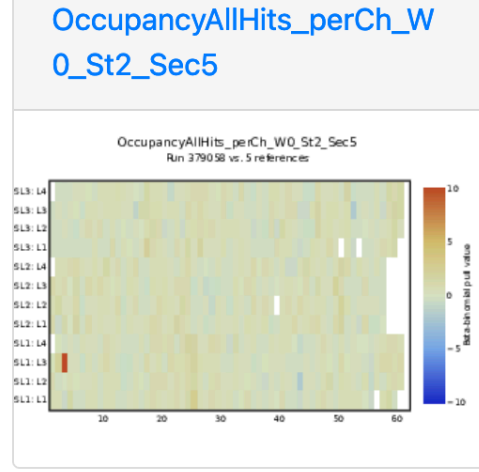 OccupancyAllHits_perCh_W
0_St2_Sec5
OccupancyAllHits_perCh_W0_St2_Sec5
Run 379058 vs. 5 references
SL3: L4
SL3: L3
SL3: L2
SL3: L1
SL2: L4
SL2: L3
SL2: L2
SL2: L1
SL1: L4
SL1: L3
SL1: L2
SL1: L1
10
20
30
40
50
60
10
5
0
−5
−10
Beta-binomial pull value